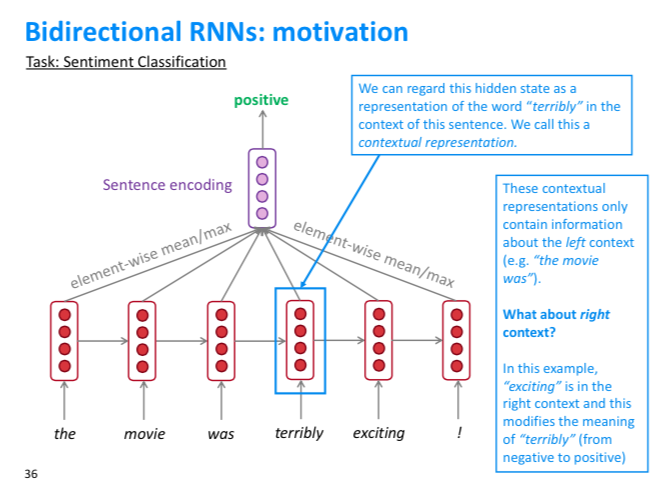 Bidirectional RNNs: motivation
Task: Sentiment Classification
We can regard this hidden state as a
representation of the word “terribly” in the
context of this sentence. We call this a
contextual representation.
positive
Sentence encoding
element-wise mean/max
element-wise mean/max
These contextual
representations only
contain information
about the left context
(e.g. “the movie
was”).
What about right
context?
In this example,
“exciting” is in the
right context and this
modifies the meaning
of “terribly” (from
negative to positive)
the movie was terribly exciting !
36